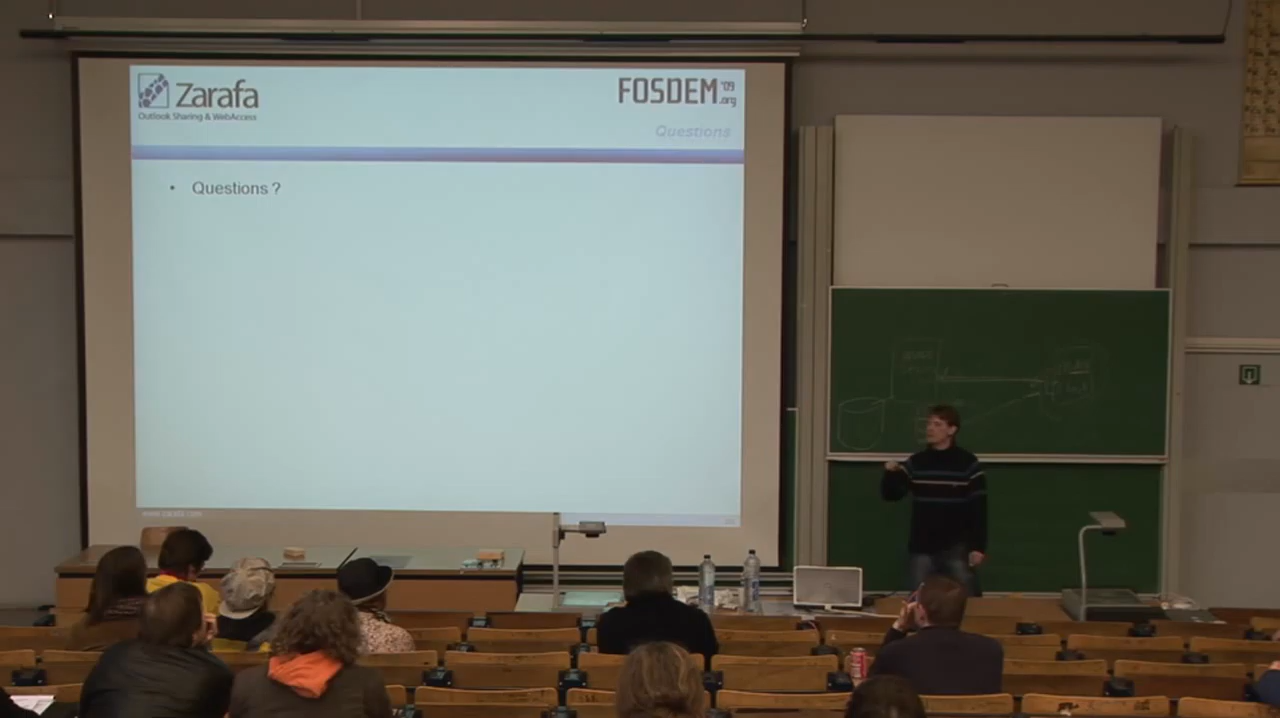 Zarafa
Outlook Sharing & WebAccess
FOSDEM '09
.org
Questions
• Questions ?